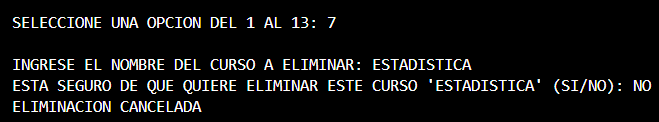 SELECCIONE UNA OPCION DEL 1 AL 13: 7
INGRESE EL NOMBRE DEL CURSO A ELIMINAR: ESTADISTICA
ESTA SEGURO DE QUE QUIERE ELIMINAR ESTE CURSO 'ESTADISTICA' (SI/NO): NO
ELIMINACION CANCELADA